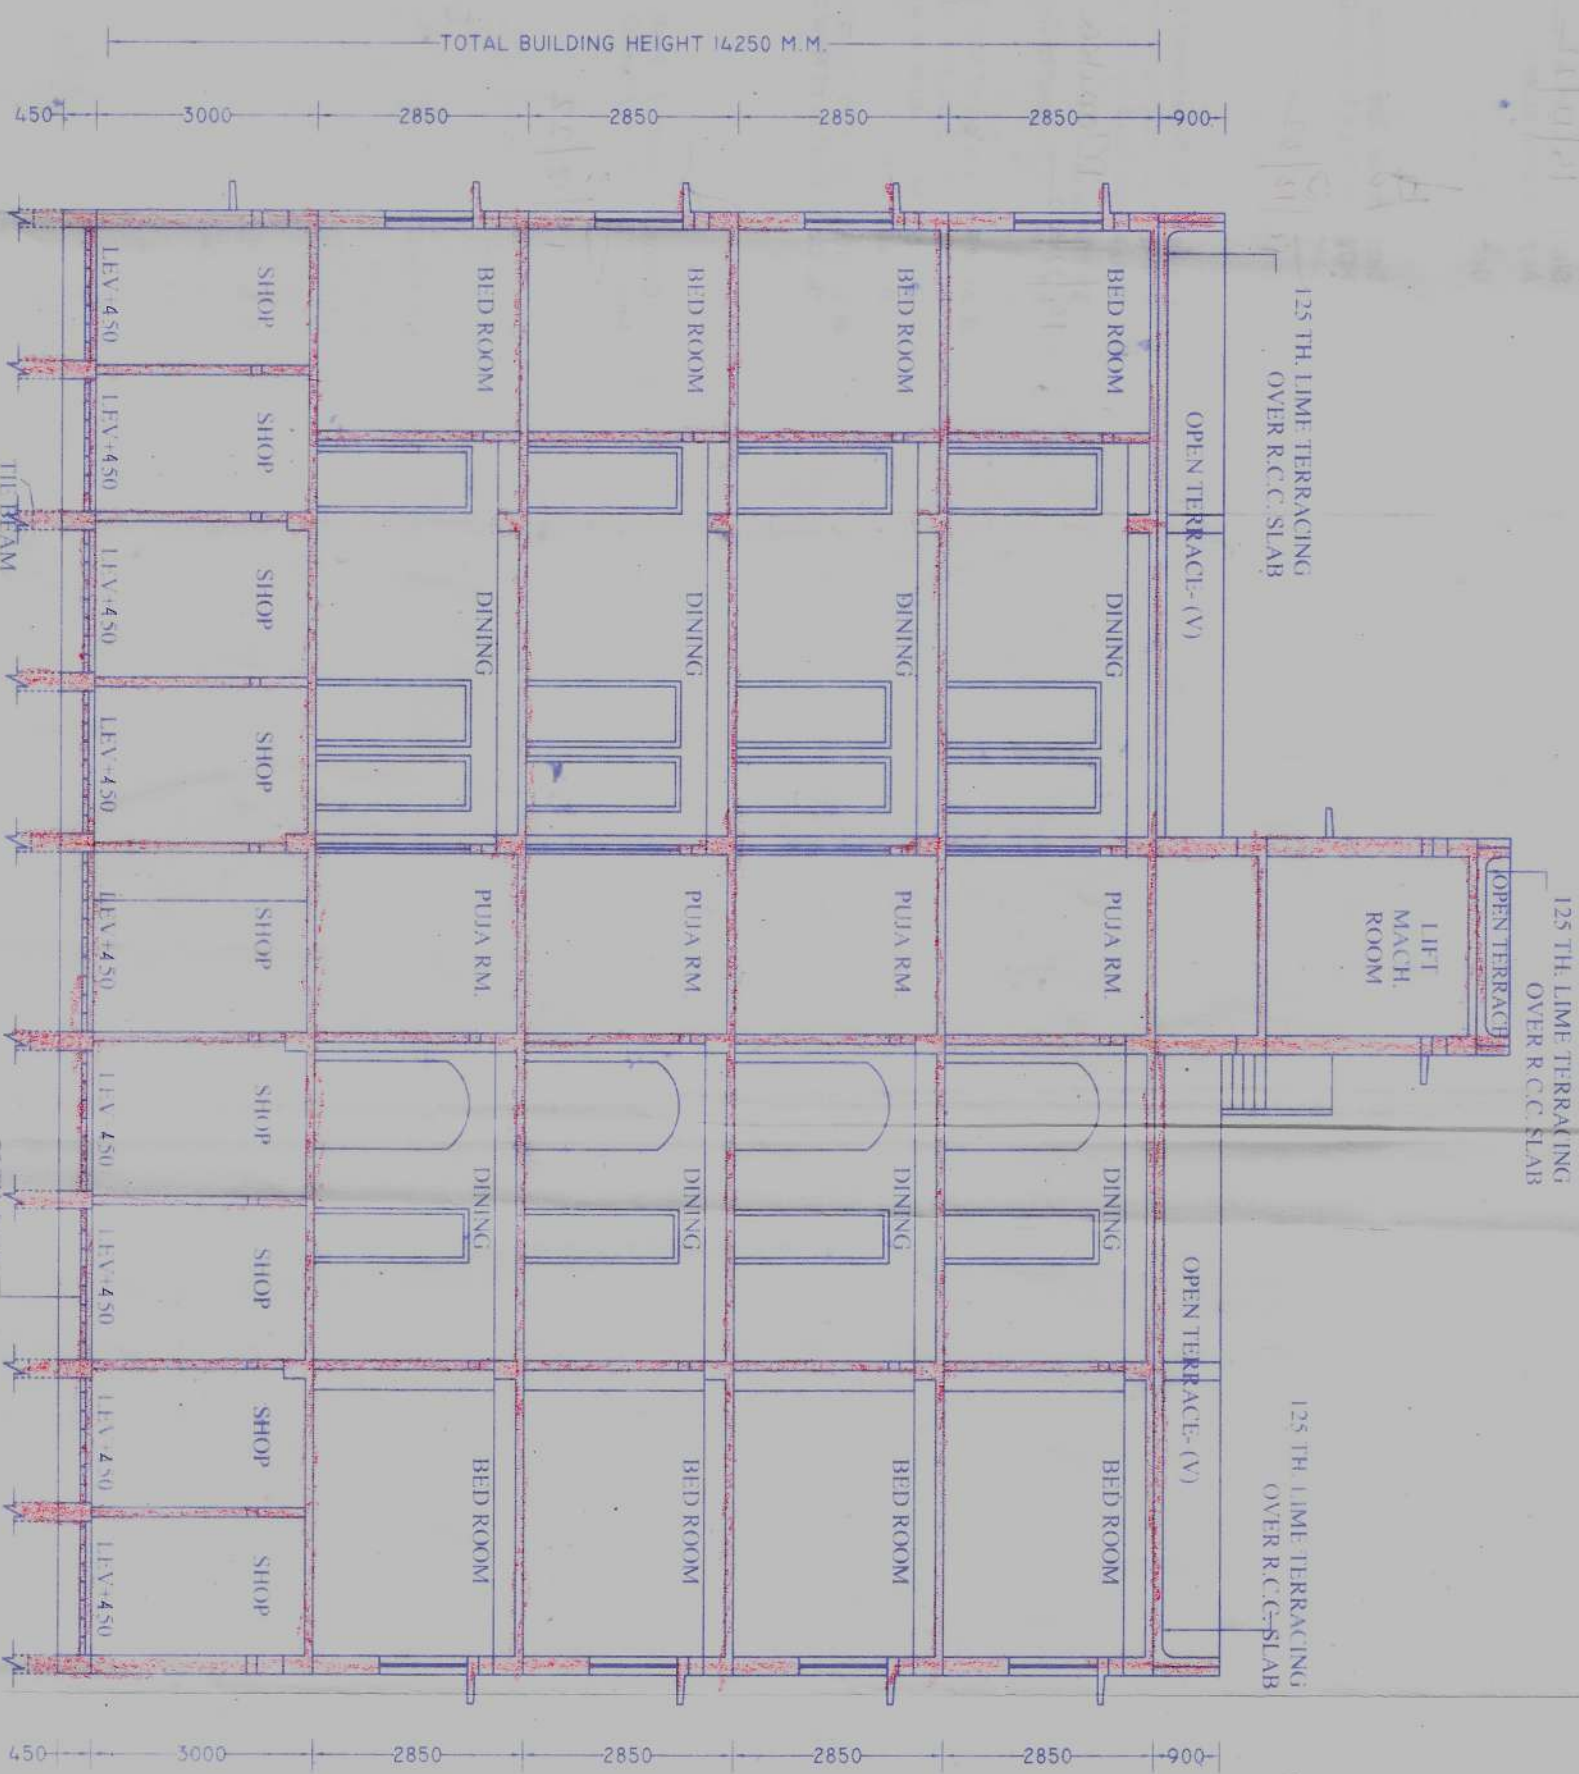 TOTAL BUILDING HEIGHT 14250 M.M.
450 3000 2850 2850 2850 2850 900
125 TH. LIME TERRACING
OVER R.C.C. SLAB
OPEN TERRACE
LIFT
MACH.
ROOM
125 TH. LIME TERRACING
OVER R.C.C. SLAB
125 TH. LIME TERRACING
OVER R.C.C. SLAB
OPEN TERRACE-(V)
OPEN TERRACE-(V)
BED ROOM DINING PUJA RM. DINING BED ROOM
BED ROOM DINING PUJA RM. DINING BED ROOM
BED ROOM DINING PUJA RM DINING BED ROOM
BED ROOM DINING PUJA RM. DINING BED ROOM
SHOP SHOP SHOP SHOP SHOP SHOP SHOP SHOP SHOP
LEV+450 LEV+450 LEV+450 LEV+450 LEV+450 LEV+450 LEV+450 LEV+450 LEV+450
TIE BEAM
450 3000 2850 2850 2850 2850 900